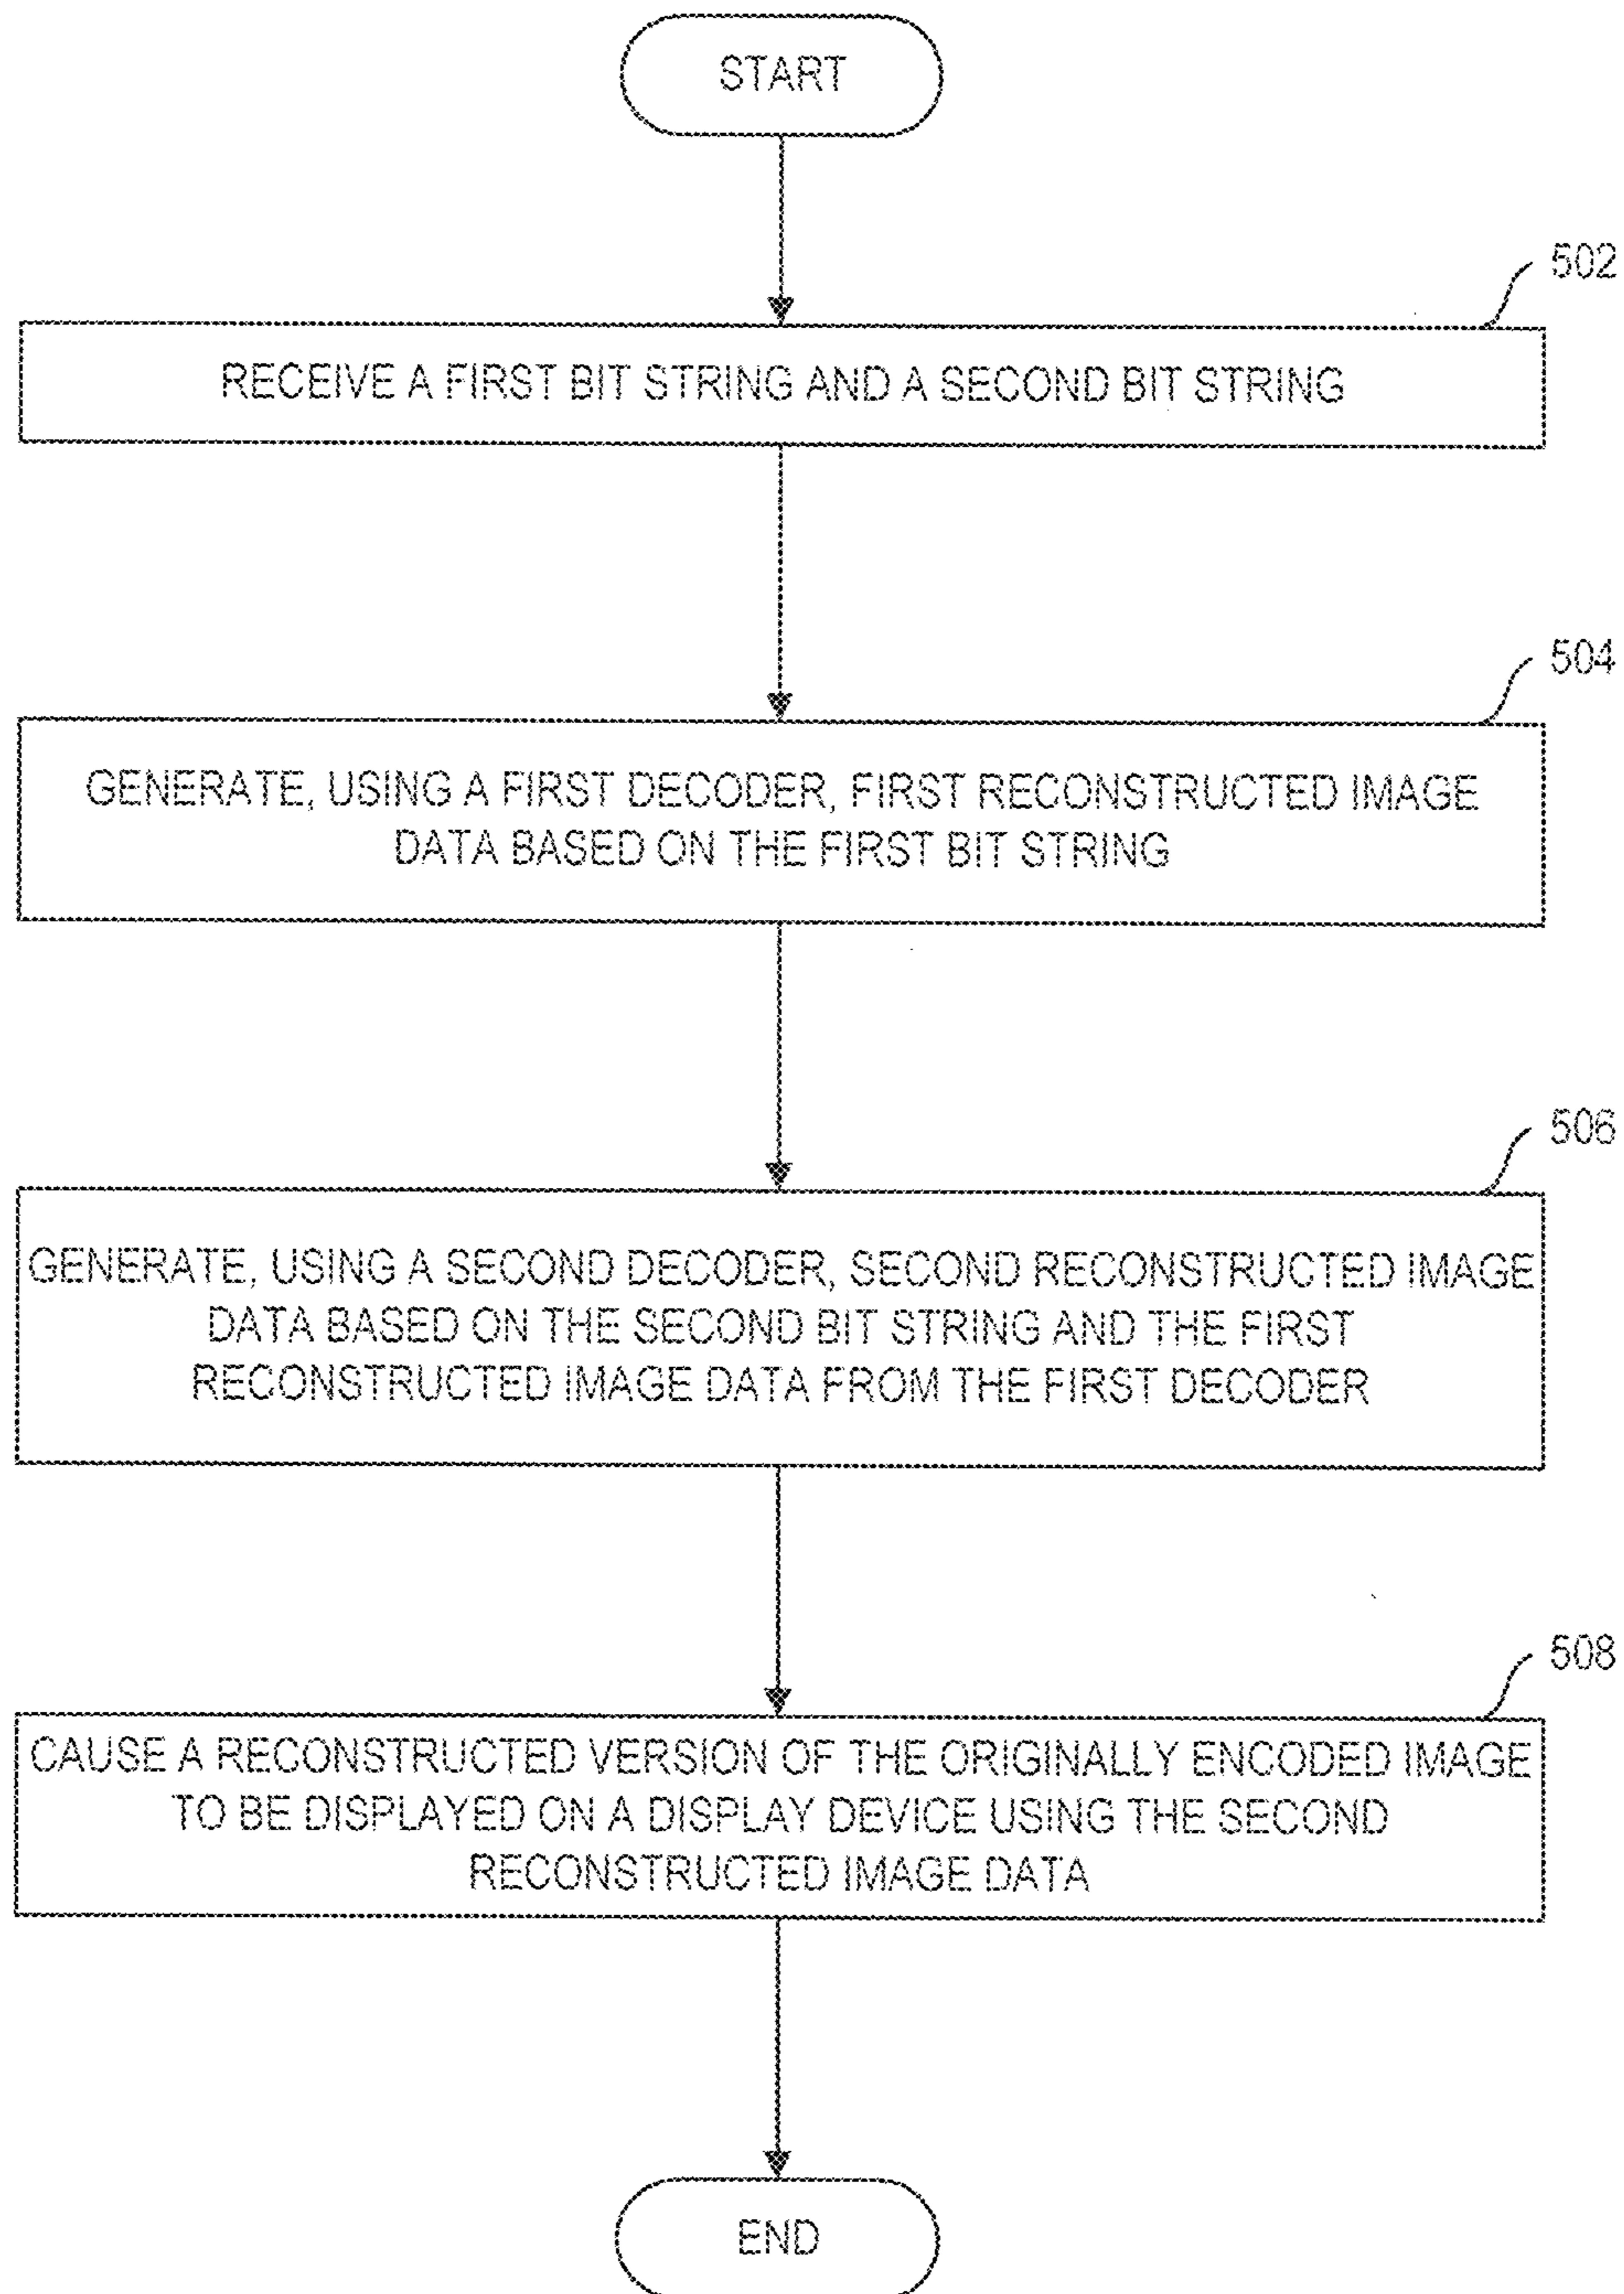 START
502
RECEIVE A FIRST BIT STRING AND A SECOND BIT STRING
504
GENERATE, USING A FIRST DECODER, FIRST RECONSTRUCTED IMAGE
DATA BASED ON THE FIRST BIT STRING
506
GENERATE, USING A SECOND DECODER, SECOND RECONSTRUCTED IMAGE
DATA BASED ON THE SECOND BIT STRING AND THE FIRST
RECONSTRUCTED IMAGE DATA FROM THE FIRST DECODER
508
CAUSE A RECONSTRUCTED VERSION OF THE ORIGINALLY ENCODED IMAGE
TO BE DISPLAYED ON A DISPLAY DEVICE USING THE SECOND
RECONSTRUCTED IMAGE DATA
END